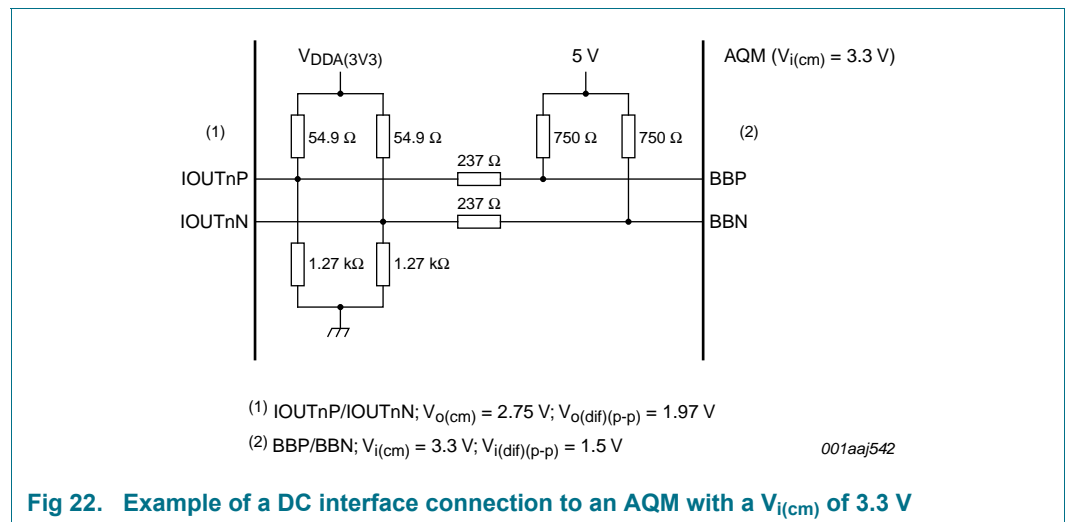 VDDA(3V3)
5 V
AQM (Vi(cm) = 3.3 V)
(1)
54.9 Ω
54.9 Ω
750 Ω
750 Ω
(2)
237 Ω
IOUTnP
BBP
237 Ω
IOUTnN
BBN
1.27 kΩ
1.27 kΩ
(1) IOUTnP/IOUTnN; Vo(cm) = 2.75 V; Vo(dif)(p-p) = 1.97 V
(2) BBP/BBN; Vi(cm) = 3.3 V; Vi(dif)(p-p) = 1.5 V
001aaj542
Fig 22. Example of a DC interface connection to an AQM with a Vi(cm) of 3.3 V